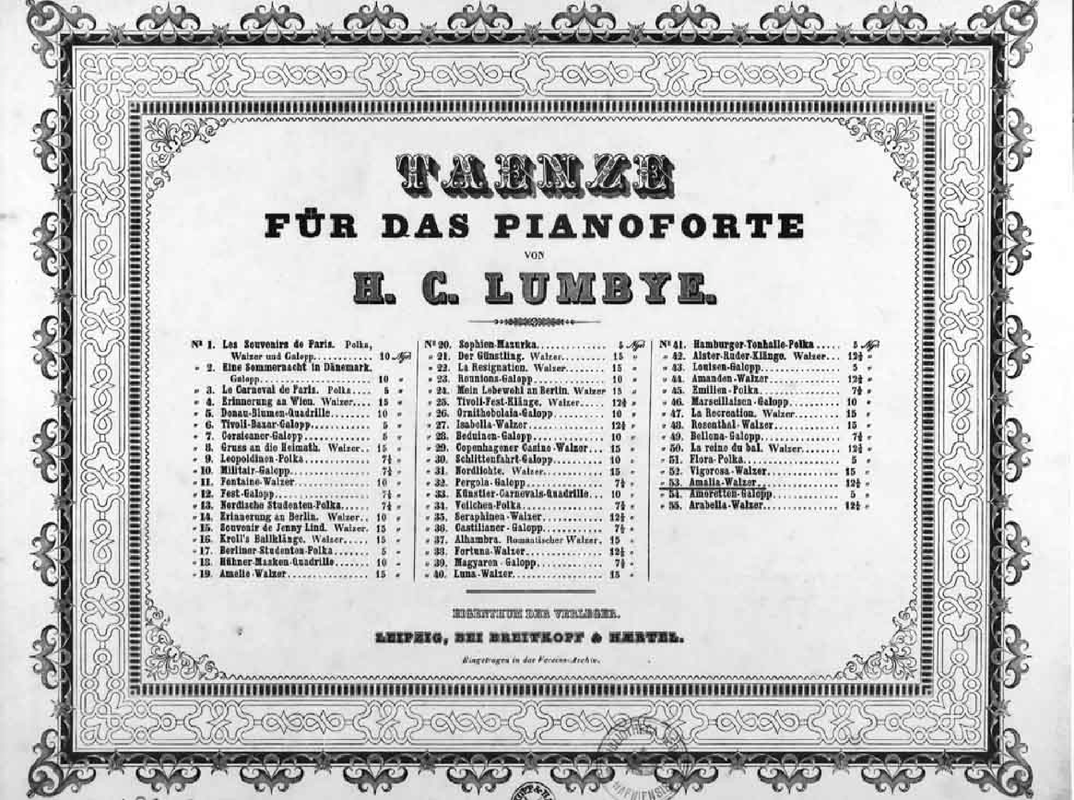 TAENZE
FÜR DAS PIANOFORTE
VON
H. C. LUMBYE.
Nº 1. Les Souvenirs de Paris. Polka,
Walzer und Galopp............ 10 Ngr.
" 2. Eine Sommernacht in Dänemark.
Galopp.................... 10 "
" 3. Le Carneval de Paris. Polka.... 5 "
" 4. Erinnerung an Wien. Walzer.... 15 "
" 5. Donau-Blumen-Quadrille........ 10 "
" 6. Tivoli-Bazar-Galopp........... 5 "
" 7. Corsicaner-Galopp............. 5 "
" 8. Gruss an die Heimath. Walzer.. 15 "
" 9. Leopoldinen-Polka............. 7½ "
" 10. Militair-Galopp............... 7½ "
" 11. Fontaine-Walzer.............. 10 "
" 12. Fest-Galopp.................. 7½ "
" 13. Nordische Studenten-Polka..... 7½ "
" 14. Erinnerung an Berlin. Walzer.. 10 "
" 15. Souvenir de Jenny Lind. Walzer. 15 "
" 16. Kroll's Ballklänge. Walzer..... 15 "
" 17. Berliner-Studenten-Polka...... 5 "
" 18. Hühner-Masken-Quadrille...... 10 "
" 19. Amelie-Walzer................ 15 "
Nº 20. Sophien-Mazurka.............. 5 Ngr.
" 21. Der Günstling. Walzer........ 15 "
" 22. La Resignation. Walzer....... 15 "
" 23. Reunions-Galopp............. 10 "
" 24. Mein Lebewohl an Berlin. Walzer 15 "
" 25. Tivoli-Fest-Klänge. Walzer.... 12½ "
" 26. Ornithobolaia-Galopp......... 10 "
" 27. Isabella-Walzer.............. 12½ "
" 28. Beduinen-Galopp............. 10 "
" 29. Copenhagener Casino-Walzer... 15 "
" 30. Schlittenfahrt-Galopp........ 10 "
" 31. Nordlichte. Walzer........... 15 "
" 32. Pergola-Galopp.............. 7½ "
" 33. Künstler-Carnevals-Quadrille... 10 "
" 34. Veilchen-Polka............... 7½ "
" 35. Seraphinen-Walzer........... 12½ "
" 36. Castilianer-Galopp........... 7½ "
" 37. Alhambra. Romantischer Walzer. 15 "
" 38. Fortuna-Walzer.............. 12½ "
" 39. Magyaren-Galopp............ 7½ "
" 40. Luna-Walzer................. 15 "
Nº 41. Hamburger-Tonhalle-Polka..... 5 Ngr.
" 42. Alster-Ruder-Klänge. Walzer... 12½ "
" 43. Louisen-Galopp.............. 5 "
" 44. Amanden-Walzer............. 12½ "
" 45. Emilien-Polka............... 7½ "
" 46. Marseillaisen-Galopp......... 10 "
" 47. La Recreation. Walzer........ 15 "
" 48. Rosenthal-Walzer............ 15 "
" 49. Bellona-Galopp.............. 7½ "
" 50. La reine du bal. Walzer....... 12½ "
" 51. Flora-Polka................. 5 "
" 52. Vigorosa-Walzer............. 15 "
" 53. Amalia-Walzer............... 12½ "
" 54. Amoretten-Galopp............ 5 "
" 55. Arabella-Walzer.............. 12½ "
EIGENTHUM DER VERLEGER.
LEIPZIG, BEI BREITKOPF & HÆRTEL.
Eingetragen in das Vereins-Archiv.